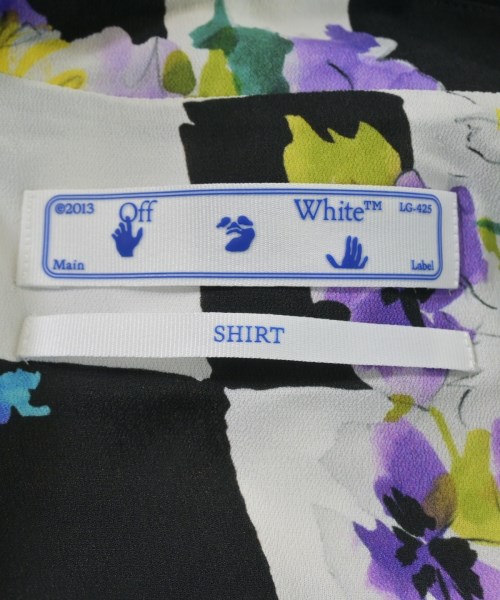 ©2013 Off White™ LG-425
Main Label
SHIRT